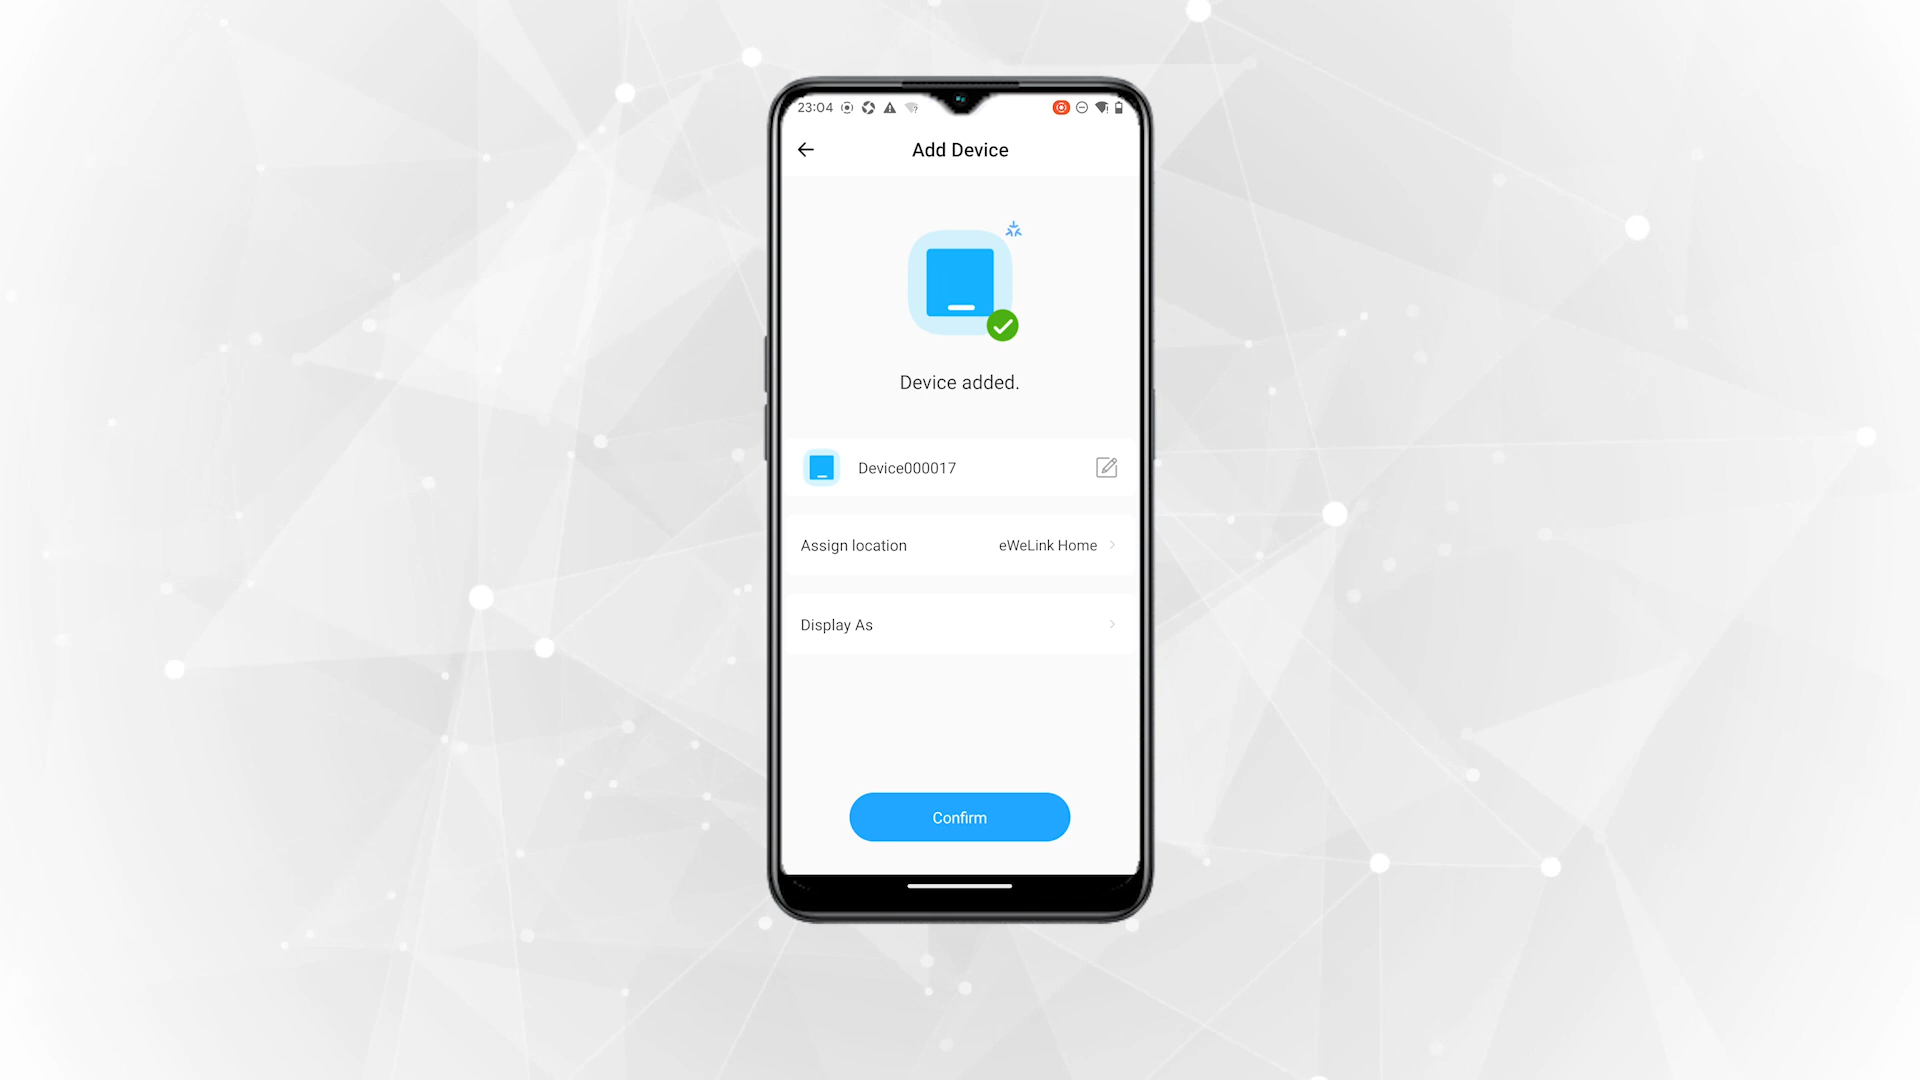 23:04
Add Device
Device added.
Device000017
Assign location
eWeLink Home
Display As
Confirm